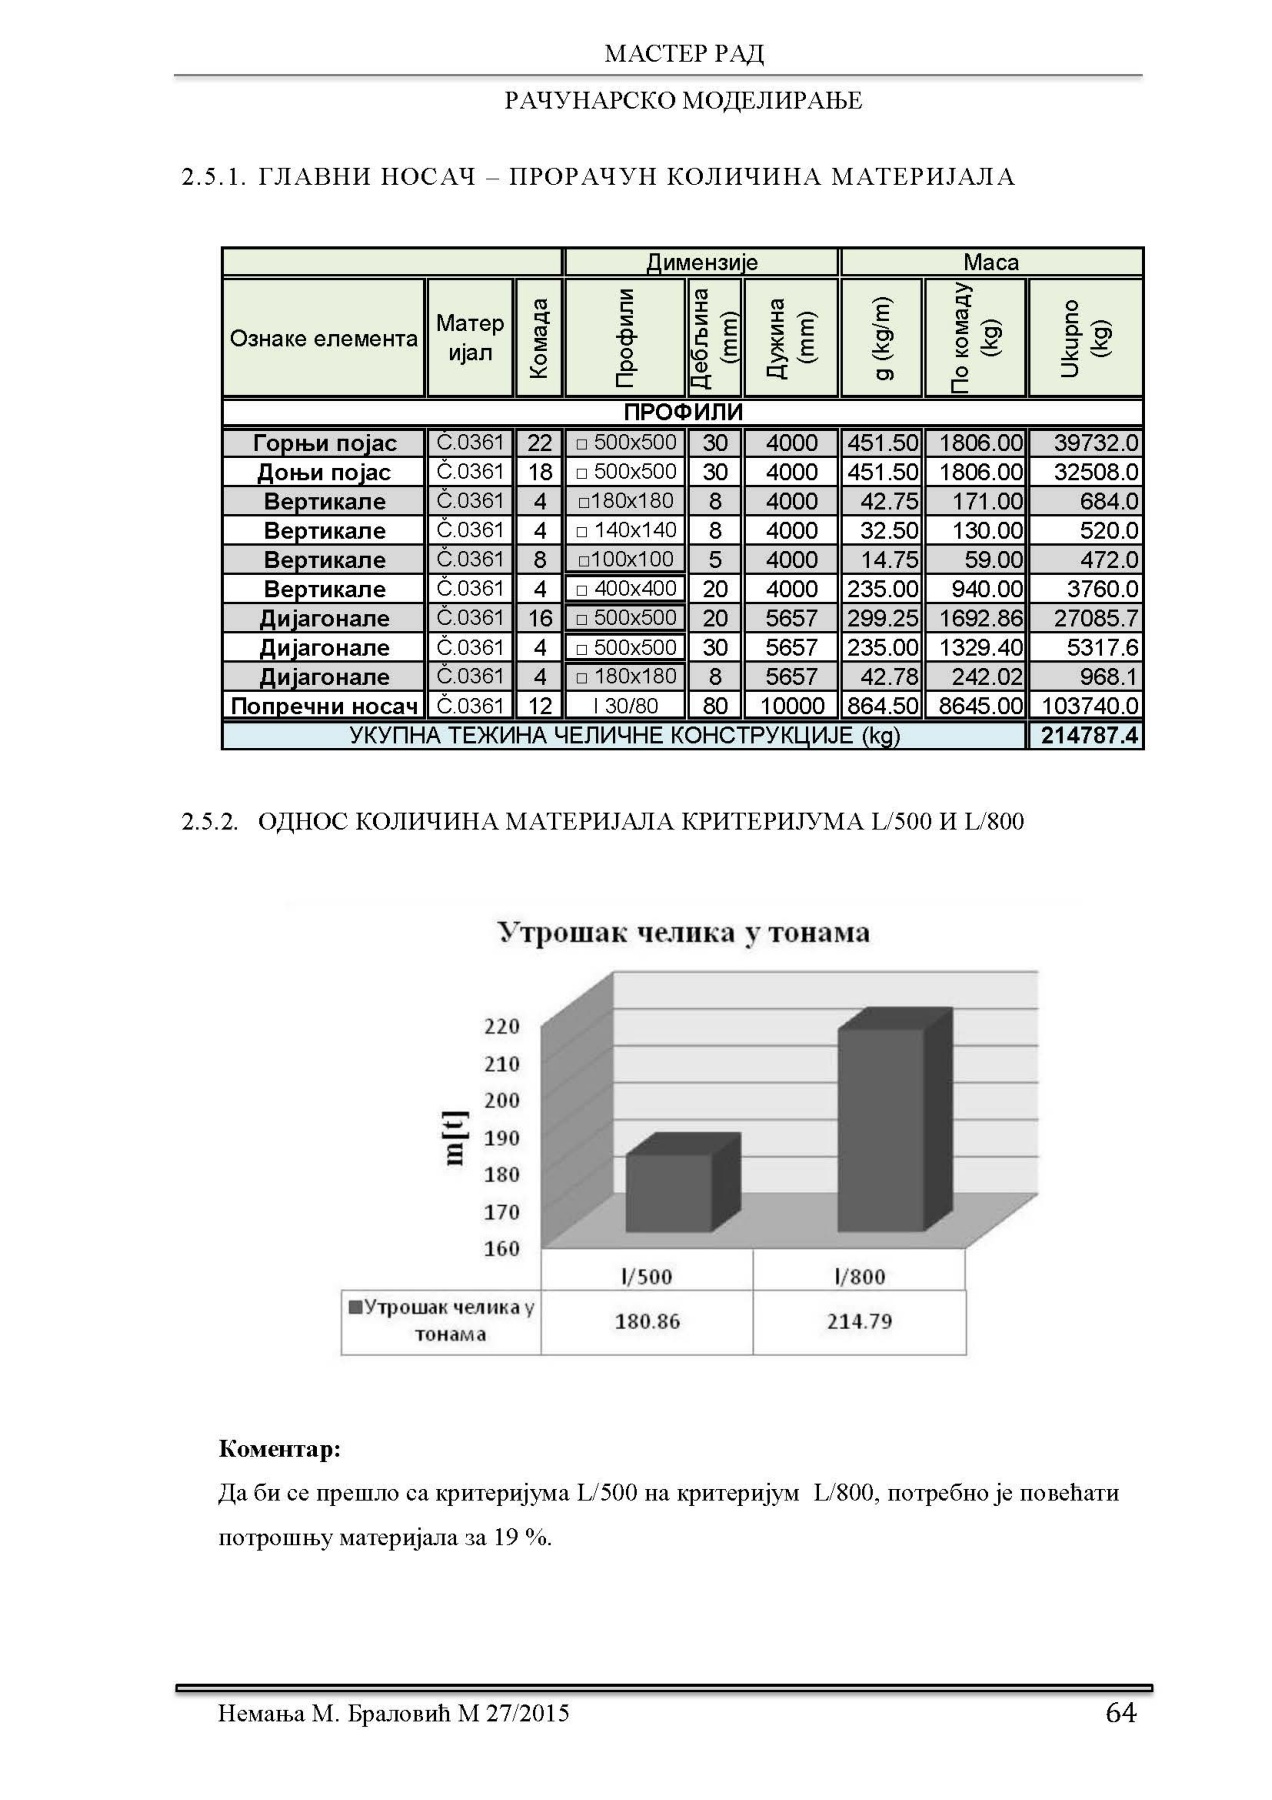 МАСТЕР РАД
РАЧУНАРСКО МОДЕЛИРАЊЕ
2.5.1. ГЛАВНИ НОСАЧ – ПРОРАЧУН КОЛИЧИНА МАТЕРИЈАЛА
Димензије Маса
Ознаке елемента Матер ијал Комада Профили Дебљина (mm) Дужина (mm) g (kg/m) По комаду (kg) Ukupno (kg)
ПРОФИЛИ
Горњи појас Č.0361 22 □ 500x500 30 4000 451.50 1806.00 39732.0
Доњи појас Č.0361 18 □ 500x500 30 4000 451.50 1806.00 32508.0
Вертикале Č.0361 4 □180x180 8 4000 42.75 171.00 684.0
Вертикале Č.0361 4 □ 140x140 8 4000 32.50 130.00 520.0
Вертикале Č.0361 8 □100x100 5 4000 14.75 59.00 472.0
Вертикале Č.0361 4 □ 400x400 20 4000 235.00 940.00 3760.0
Дијагонале Č.0361 16 □ 500x500 20 5657 299.25 1692.86 27085.7
Дијагонале Č.0361 4 □ 500x500 30 5657 235.00 1329.40 5317.6
Дијагонале Č.0361 4 □ 180x180 8 5657 42.78 242.02 968.1
Попречни носач Č.0361 12 I 30/80 80 10000 864.50 8645.00 103740.0
УКУПНА ТЕЖИНА ЧЕЛИЧНЕ КОНСТРУКЦИЈЕ (kg) 214787.4
2.5.2. ОДНОС КОЛИЧИНА МАТЕРИЈАЛА КРИТЕРИЈУМА L/500 И L/800
Утрошак челика у тонама
220
210
200
190
180
170
160
m[t]
l/500 l/800
Утрошак челика у тонама 180.86 214.79
Коментар:
Да би се прешло са критеријума L/500 на критеријум L/800, потребно је повећати
потрошњу материјала за 19 %.
Немања М. Браловић М 27/2015 64